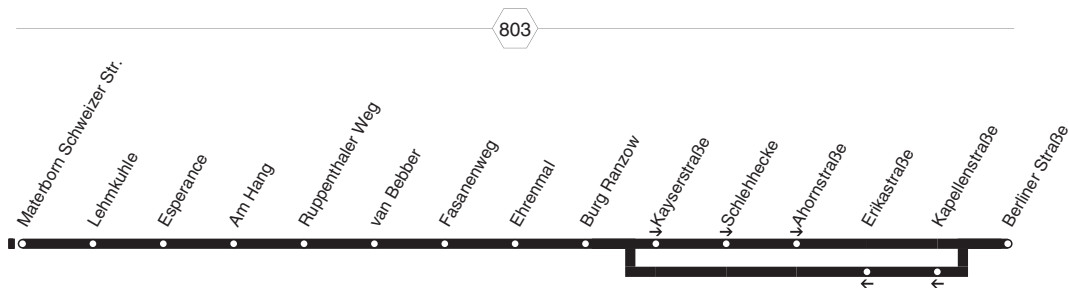 803
Materborn Schweizer Str.
Lehmkuhle
Esperance
Am Hang
Ruppenthaler Weg
van Bebber
Fasanenweg
Ehrenmal
Burg Ranzow
Kayserstraße
Schlehhecke
Ahornstraße
Erikastraße
Kapellenstraße
Berliner Straße